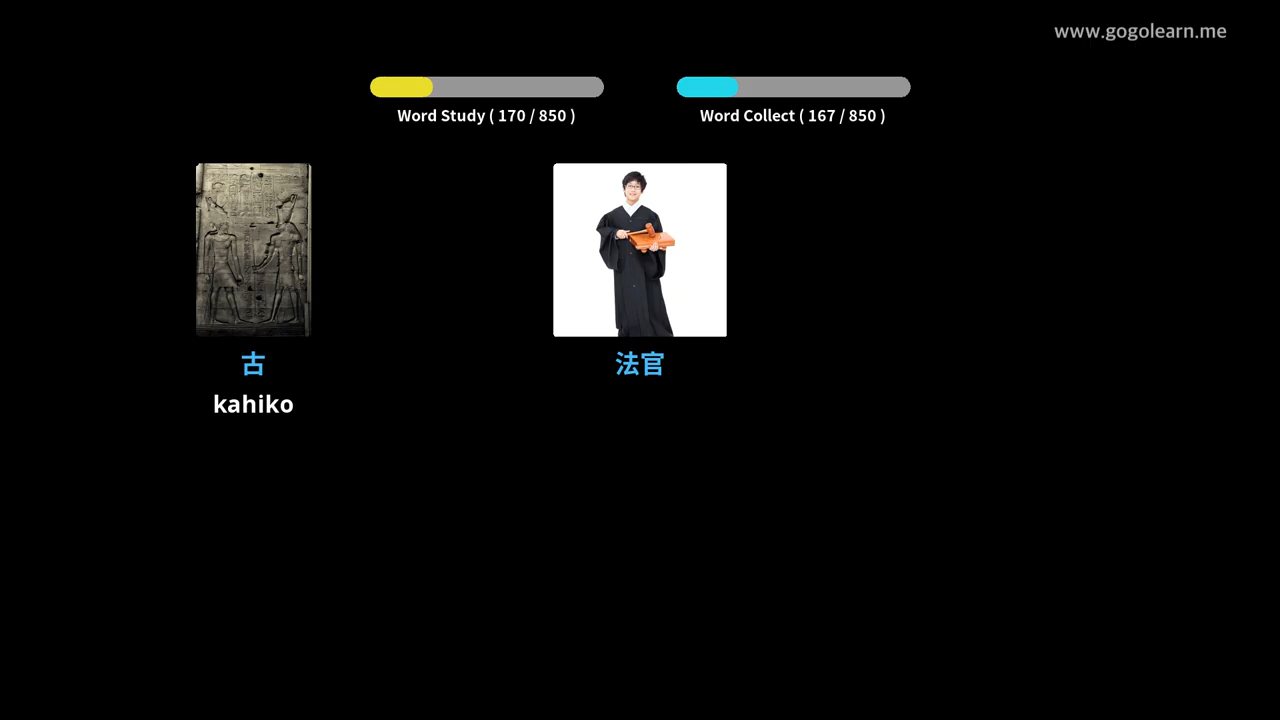 www.gogolearn.me
Word Study ( 170 / 850 )
Word Collect ( 167 / 850 )
古
kahiko
法官